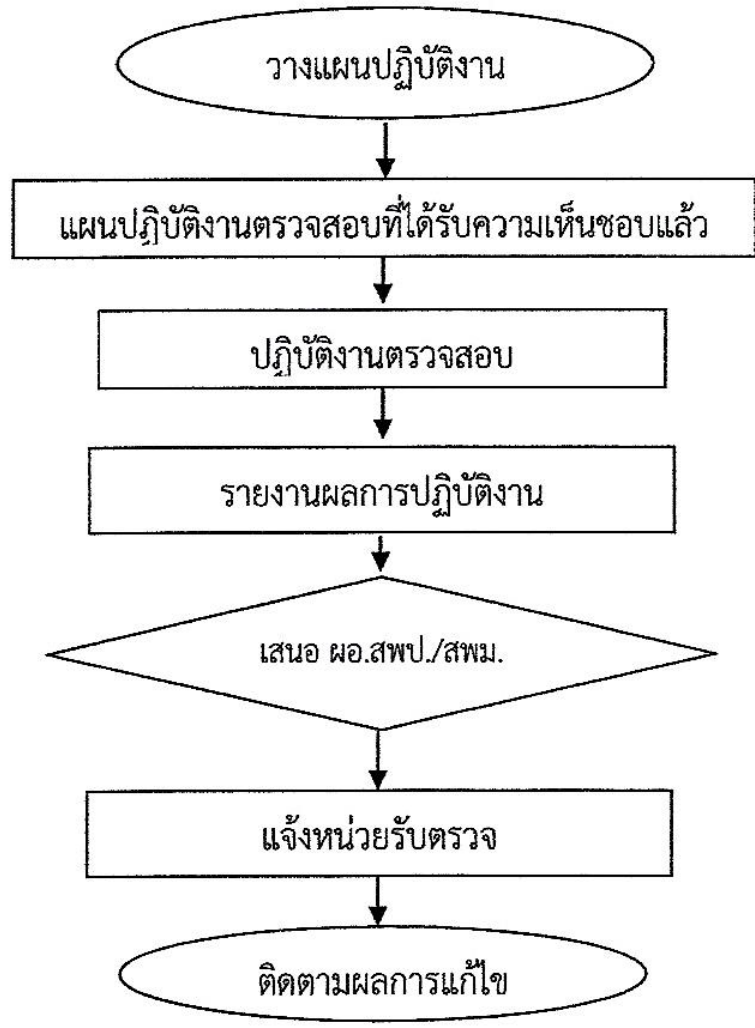 วางแผนปฏิบัติงาน
แผนปฏิบัติงานตรวจสอบที่ได้รับความเห็นชอบแล้ว
ปฏิบัติงานตรวจสอบ
รายงานผลการปฏิบัติงาน
เสนอ ผอ.สพป./สพม.
แจ้งหน่วยรับตรวจ
ติดตามผลการแก้ไข